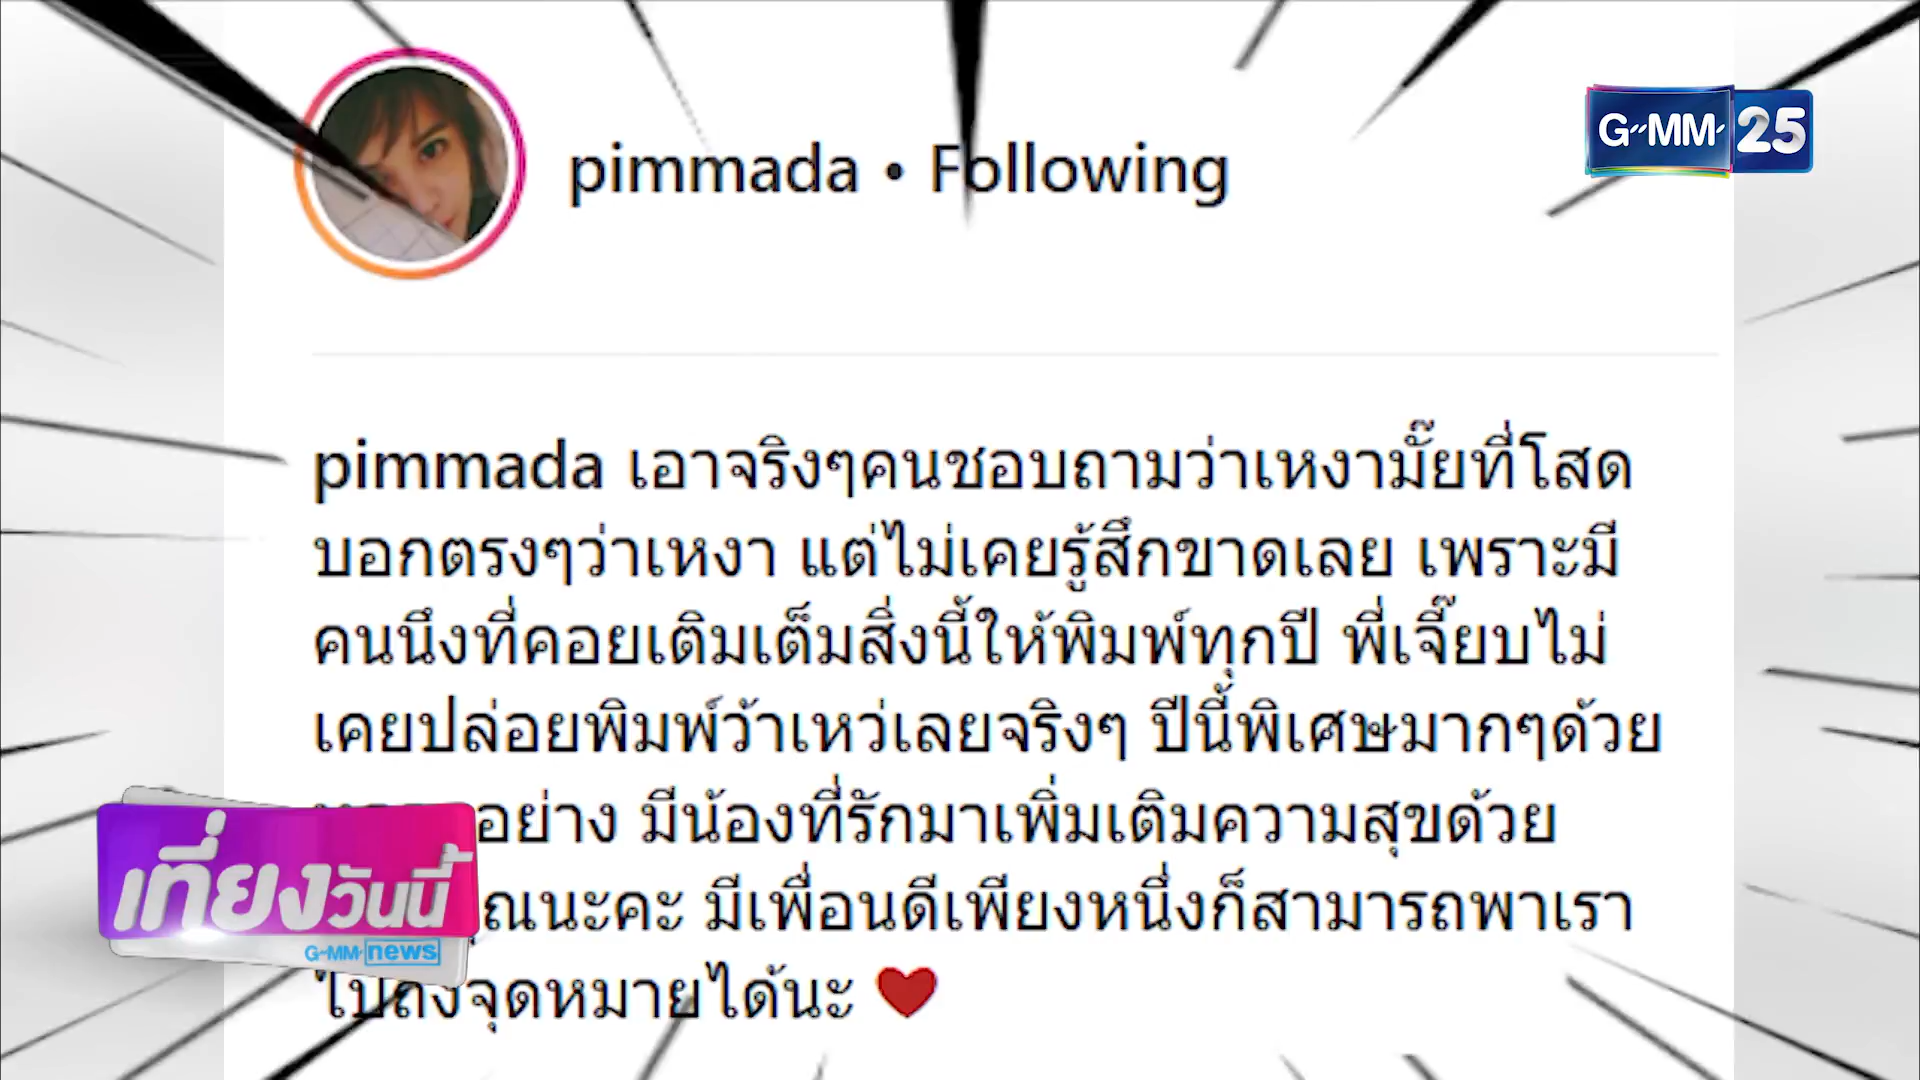 pimmada • Following
G-MM 25
pimmada เอาจริงๆคนชอบถามว่าเหงามั๊ยที่โสด
บอกตรงๆว่าเหงา แต่ไม่เคยรู้สึกขาดเลย เพราะมี
คนนึงที่คอยเติมเต็มสิ่งนี้ให้พิมพ์ทุกปี พี่เจี๊ยบไม่
เคยปล่อยพิมพ์ว้าเหว่เลยจริงๆ ปีนี้พิเศษมากๆด้วย
อย่าง มีน้องที่รักมาเพิ่มเติมความสุขด้วย
นะคะ มีเพื่อนดีเพียงหนึ่งก็สามารถพาเรา
ไปถึงจุดหมายได้นะ ❤
เที่ยงวันนี้
G-MM news